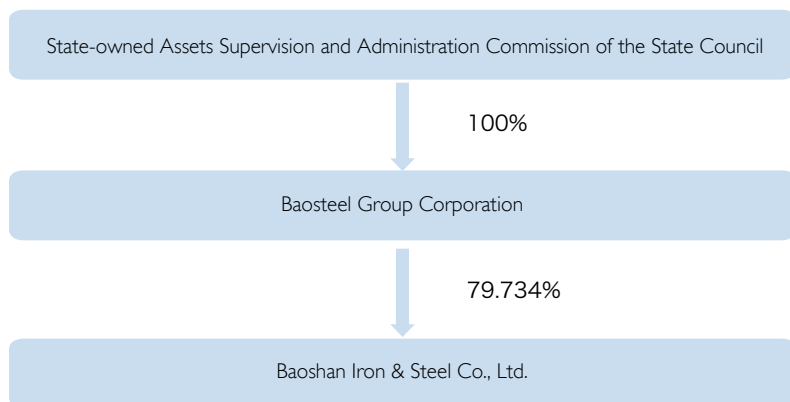 State-owned Assets Supervision and Administration Commission of the State Council
100%
Baosteel Group Corporation
79.734%
Baoshan Iron & Steel Co., Ltd.